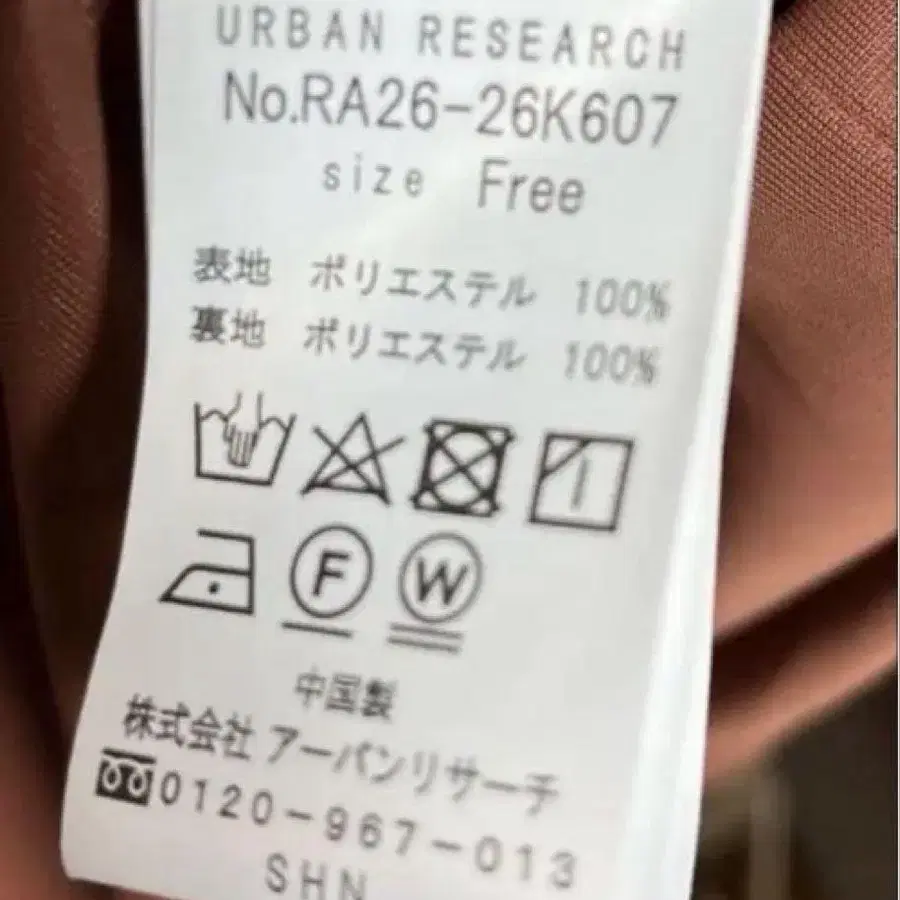 URBAN RESEARCH
No.RA26-26K607
size Free
表地 ポリエステル 100%
裏地 ポリエステル 100%
F W
中国製
株式会社 アーバンリサーチ
0120-967-013
SHN